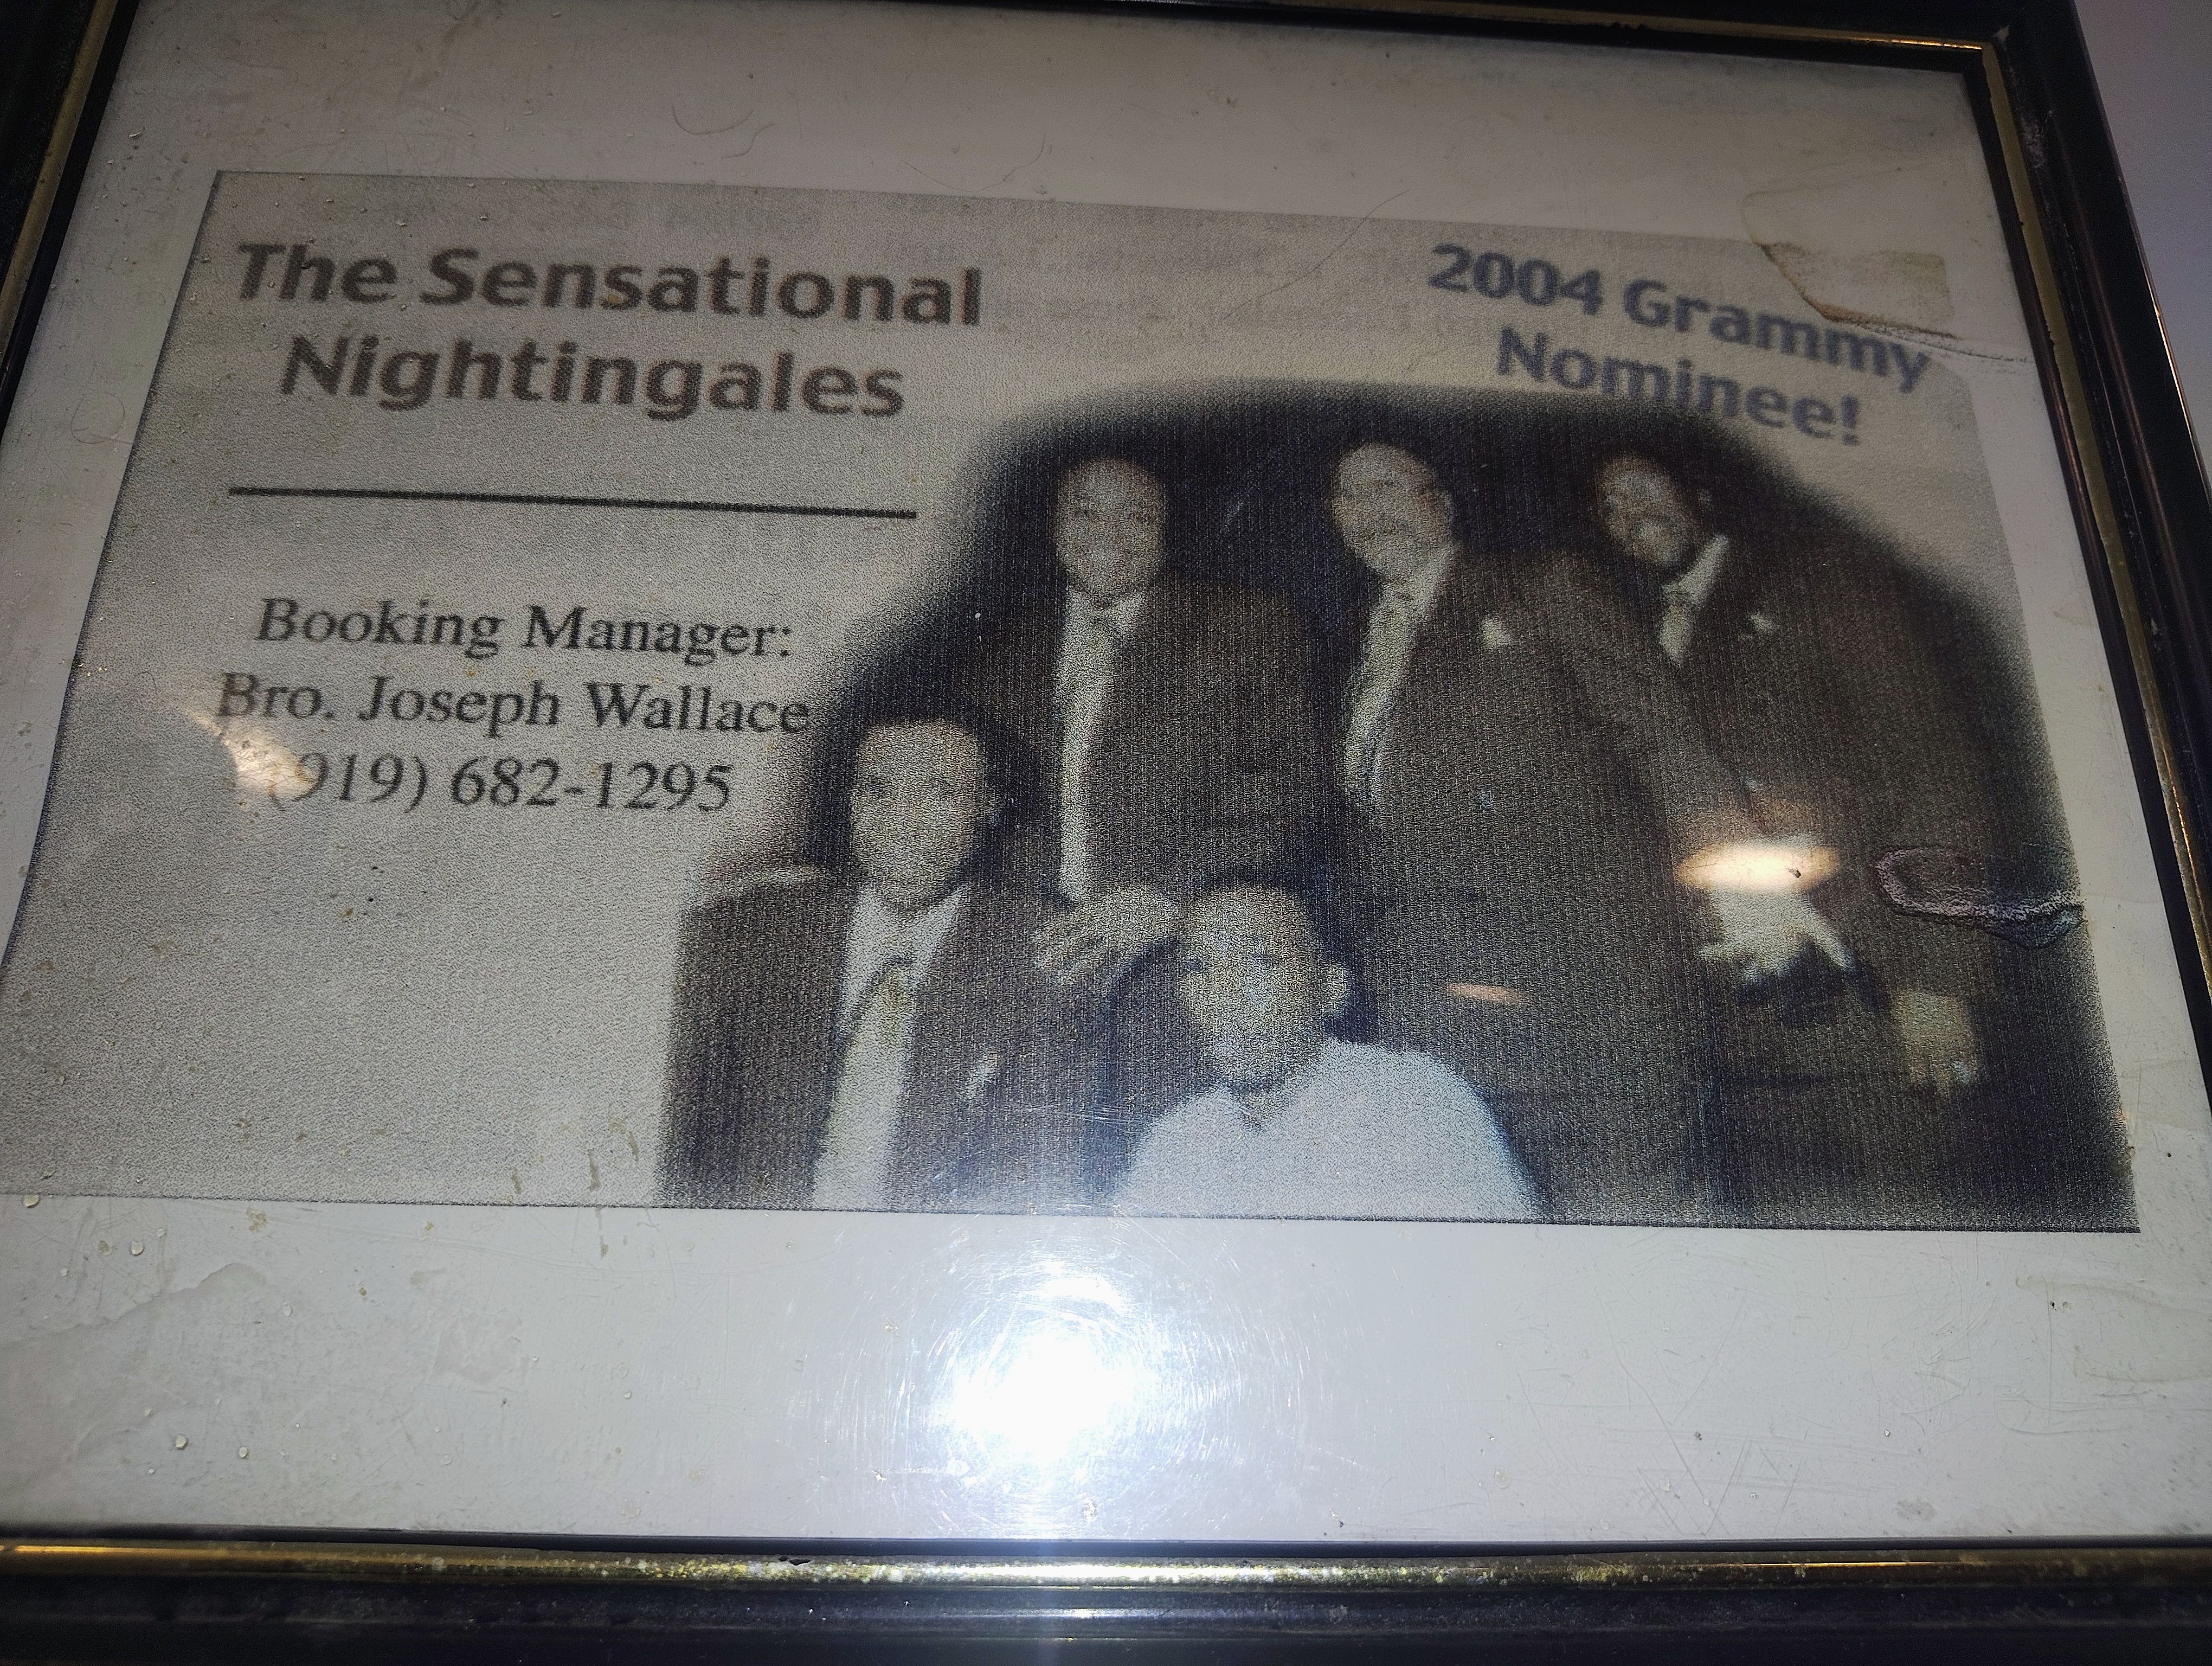 The Sensational
Nightingales
2004 Grammy
Nominee!
Booking Manager:
Bro. Joseph Wallace
(919) 682-1295